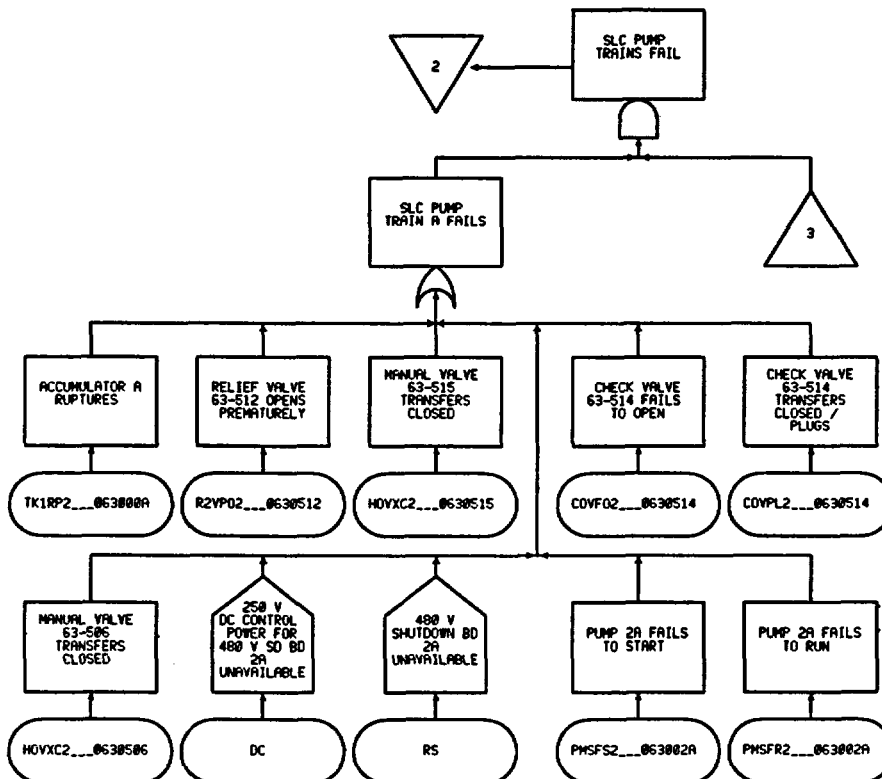 2
SLC PUMP
TRAINS FAIL
SLC PUMP
TRAIN A FAILS
3
ACCUMULATOR A
RUPTURES
RELIEF VALVE
63-512 OPENS
PREMATURELY
MANUAL VALVE
63-515
TRANSFERS
CLOSED
CHECK VALVE
63-514 FAILS
TO OPEN
CHECK VALVE
63-514
TRANSFERS
CLOSED /
PLUGS
TK1RP2___063000A
R2VPO2___0630512
HOVXC2___0630515
COVFO2___0630514
COVPL2___0630514
MANUAL VALVE
63-506
TRANSFERS
CLOSED
250 V
DC CONTROL
POWER FOR
480 V SD BD
2A
UNAVAILABLE
480 V
SHUTDOWN BD
2A
UNAVAILABLE
PUMP 2A FAILS
TO START
PUMP 2A FAILS
TO RUN
HOVXC2___0630506
DC
RS
PMSFS2___063002A
PMSFR2___063002A